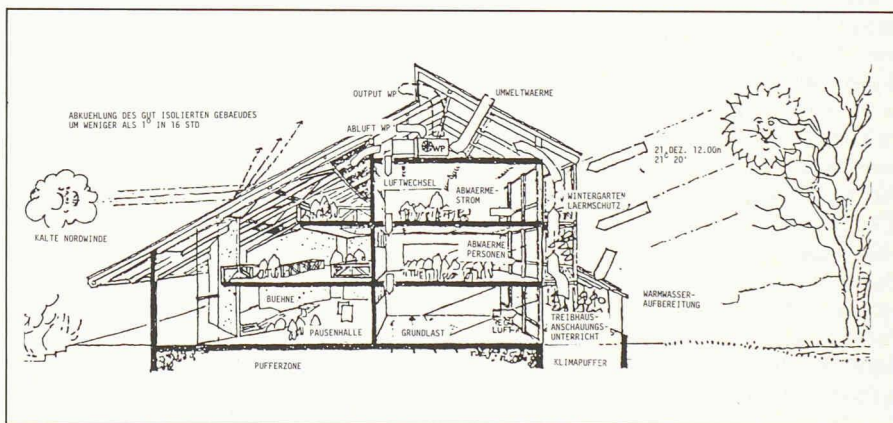 OUTPUT WP
UMWELTWAERME
ABKUEHLUNG DES GUT ISOLIERTEN GEBAEUDES
UM WENIGER ALS 1° IN 16 STD
ABLUFT WP
WP
21. DEZ. 12.00h
21° 20'
LUFTWECHSEL
ABWAERME-
STROM
WINTERGARTEN
LAERMSCHUTZ
KALTE NORDWINDE
ABWAERME
PERSONEN
WARMWASSER-
AUFBEREITUNG
BUEHNE
PAUSENHALLE
GRUNDLAST
LUFT
TREIBHAUS-
ANSCHAUUNGS-
UNTERRICHT
PUFFERZONE
KLIMAPUFFER